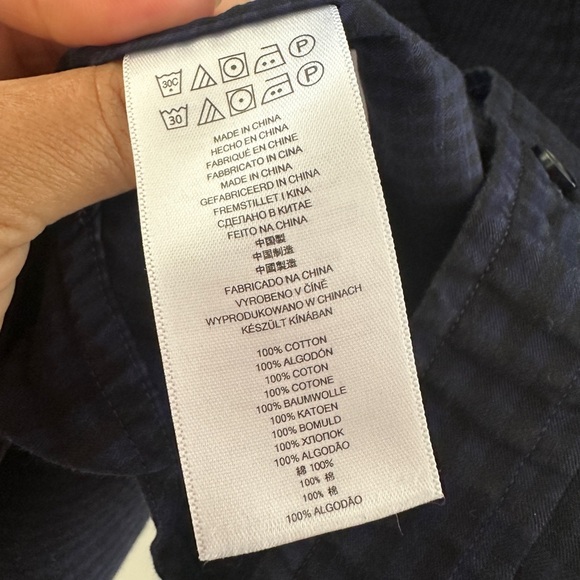 30C P
30 P
MADE IN CHINA
HECHO EN CHINA
FABRIQUÉ EN CHINE
FABBRICATO IN CINA
MADE IN CHINA
GEFABRICEERD IN CHINA
FREMSTILLET I KINA
СДЕЛАНО В КИТАЕ
FEITO NA CHINA
中国製
中国制造
中國製造
FABRICADO NA CHINA
VYROBENO V ČÍNĚ
WYPRODUKOWANO W CHINACH
KÉSZÜLT KÍNÁBAN
100% COTTON
100% ALGODÓN
100% COTON
100% COTONE
100% BAUMWOLLE
100% KATOEN
100% BOMULD
100% ХЛОПОК
100% ALGODÃO
綿 100%
100% 棉
100% 棉
100% ALGODÃO